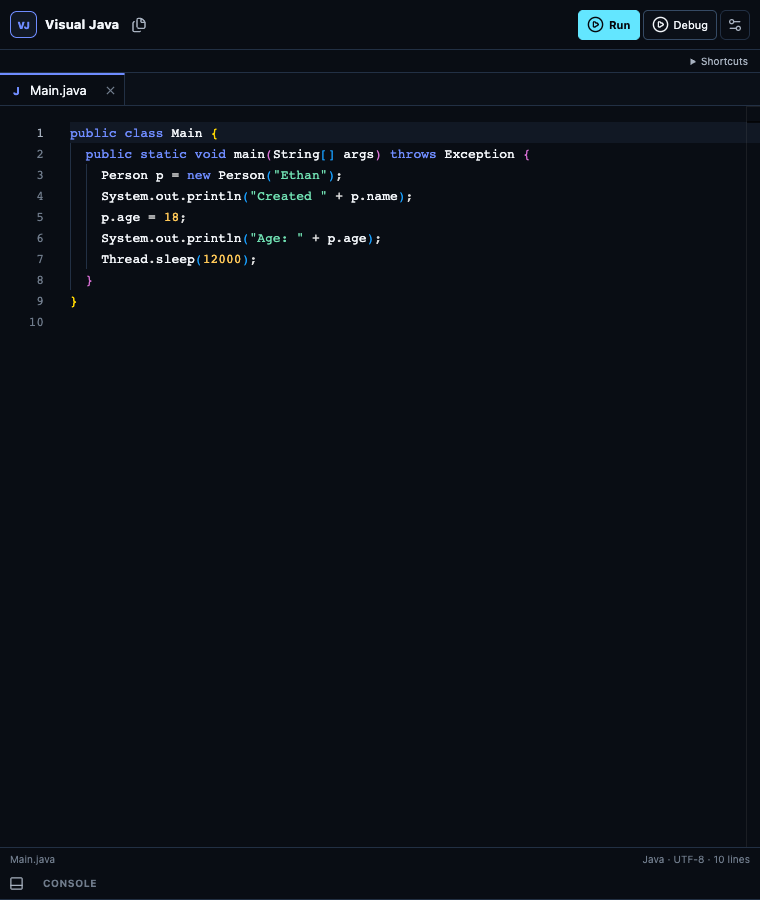 VJ Visual Java Run Debug
Shortcuts
J Main.java
1 public class Main {
2 public static void main(String[] args) throws Exception {
3 Person p = new Person("Ethan");
4 System.out.println("Created " + p.name);
5 p.age = 18;
6 System.out.println("Age: " + p.age);
7 Thread.sleep(12000);
8 }
9 }
10
Main.java Java · UTF-8 · 10 lines
CONSOLE